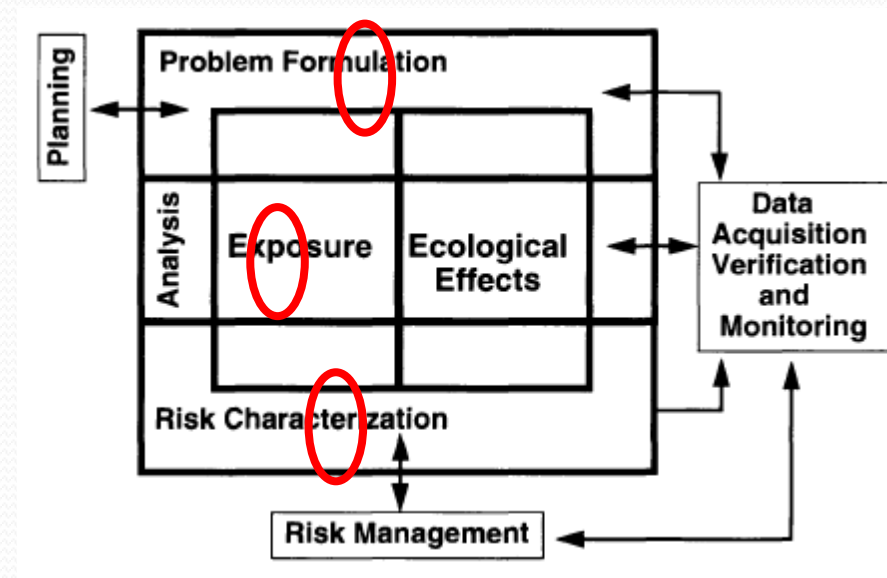 Planning
Problem Formulation
Analysis
Exposure
Ecological
Effects
Data
Acquisition
Verification
and
Monitoring
Risk Characterization
Risk Management